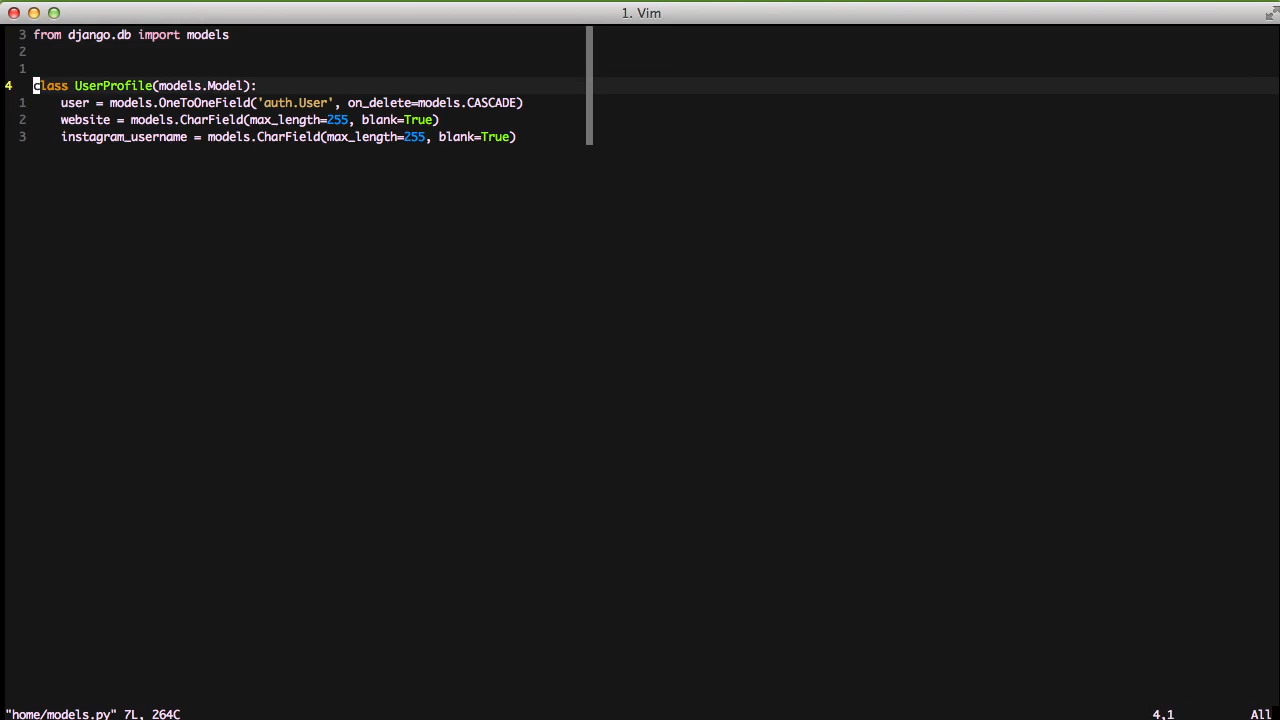 1. Vim
3 from django.db import models
2
1
4 class UserProfile(models.Model):
1 user = models.OneToOneField('auth.User', on_delete=models.CASCADE)
2 website = models.CharField(max_length=255, blank=True)
3 instagram_username = models.CharField(max_length=255, blank=True)
"home/models.py" 7L, 264C 4,1 All